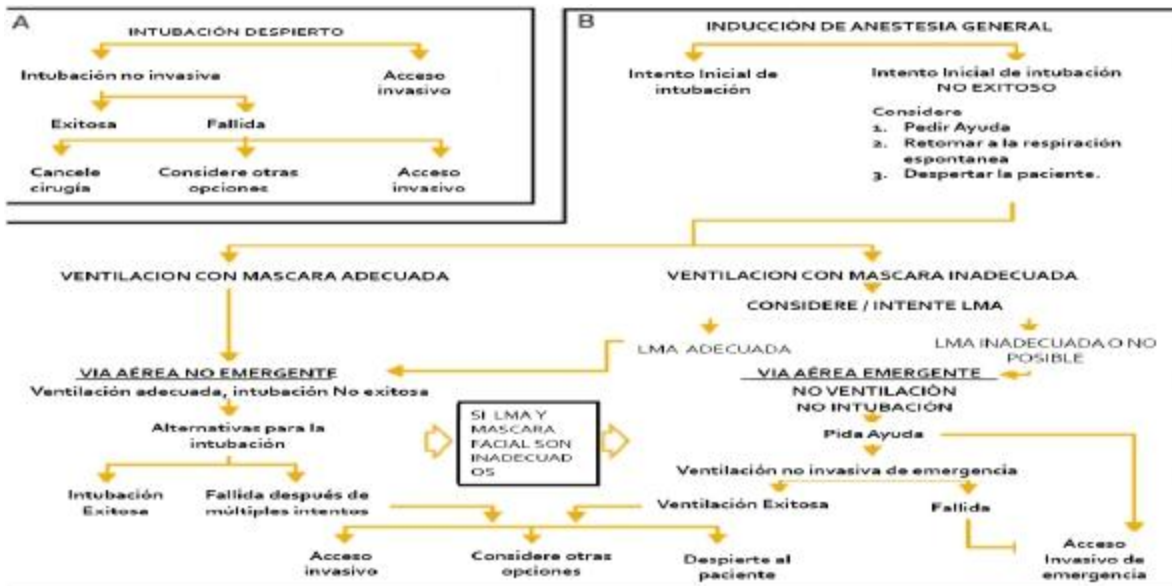 A
INTUBACIÓN DESPIERTO
Intubación no invasiva
Acceso
invasivo
Exitosa
Fallida
Cancele
cirugía
Considere otras
opciones
Acceso
invasivo
B
INDUCCIÓN DE ANESTESIA GENERAL
Intento Inicial de
intubación
Intento Inicial de intubación
NO EXITOSO
Considere
1. Pedir Ayuda
2. Retornar a la respiración
espontanea
3. Despertar la paciente.
VENTILACION CON MASCARA ADECUADA
VENTILACION CON MASCARA INADECUADA
CONSIDERE / INTENTE LMA
LMA ADECUADA
LMA INADECUADA O NO
POSIBLE
VIA AÉREA NO EMERGENTE
Ventilación adecuada, intubación No exitosa
Alternativas para la
intubación
Intubación
Exitosa
Fallida después de
múltiples intentos
SI LMA Y
MASCARA
FACIAL SON
INADECUAD
OS
VIA AÉREA EMERGENTE
NO VENTILACIÓN
NO INTUBACIÓN
Pida Ayuda
Ventilación no invasiva de emergencia
Ventilación Exitosa
Fallida
Acceso
invasivo
Considere otras
opciones
Despierte al
paciente
Acceso
Invasivo de
emergencia